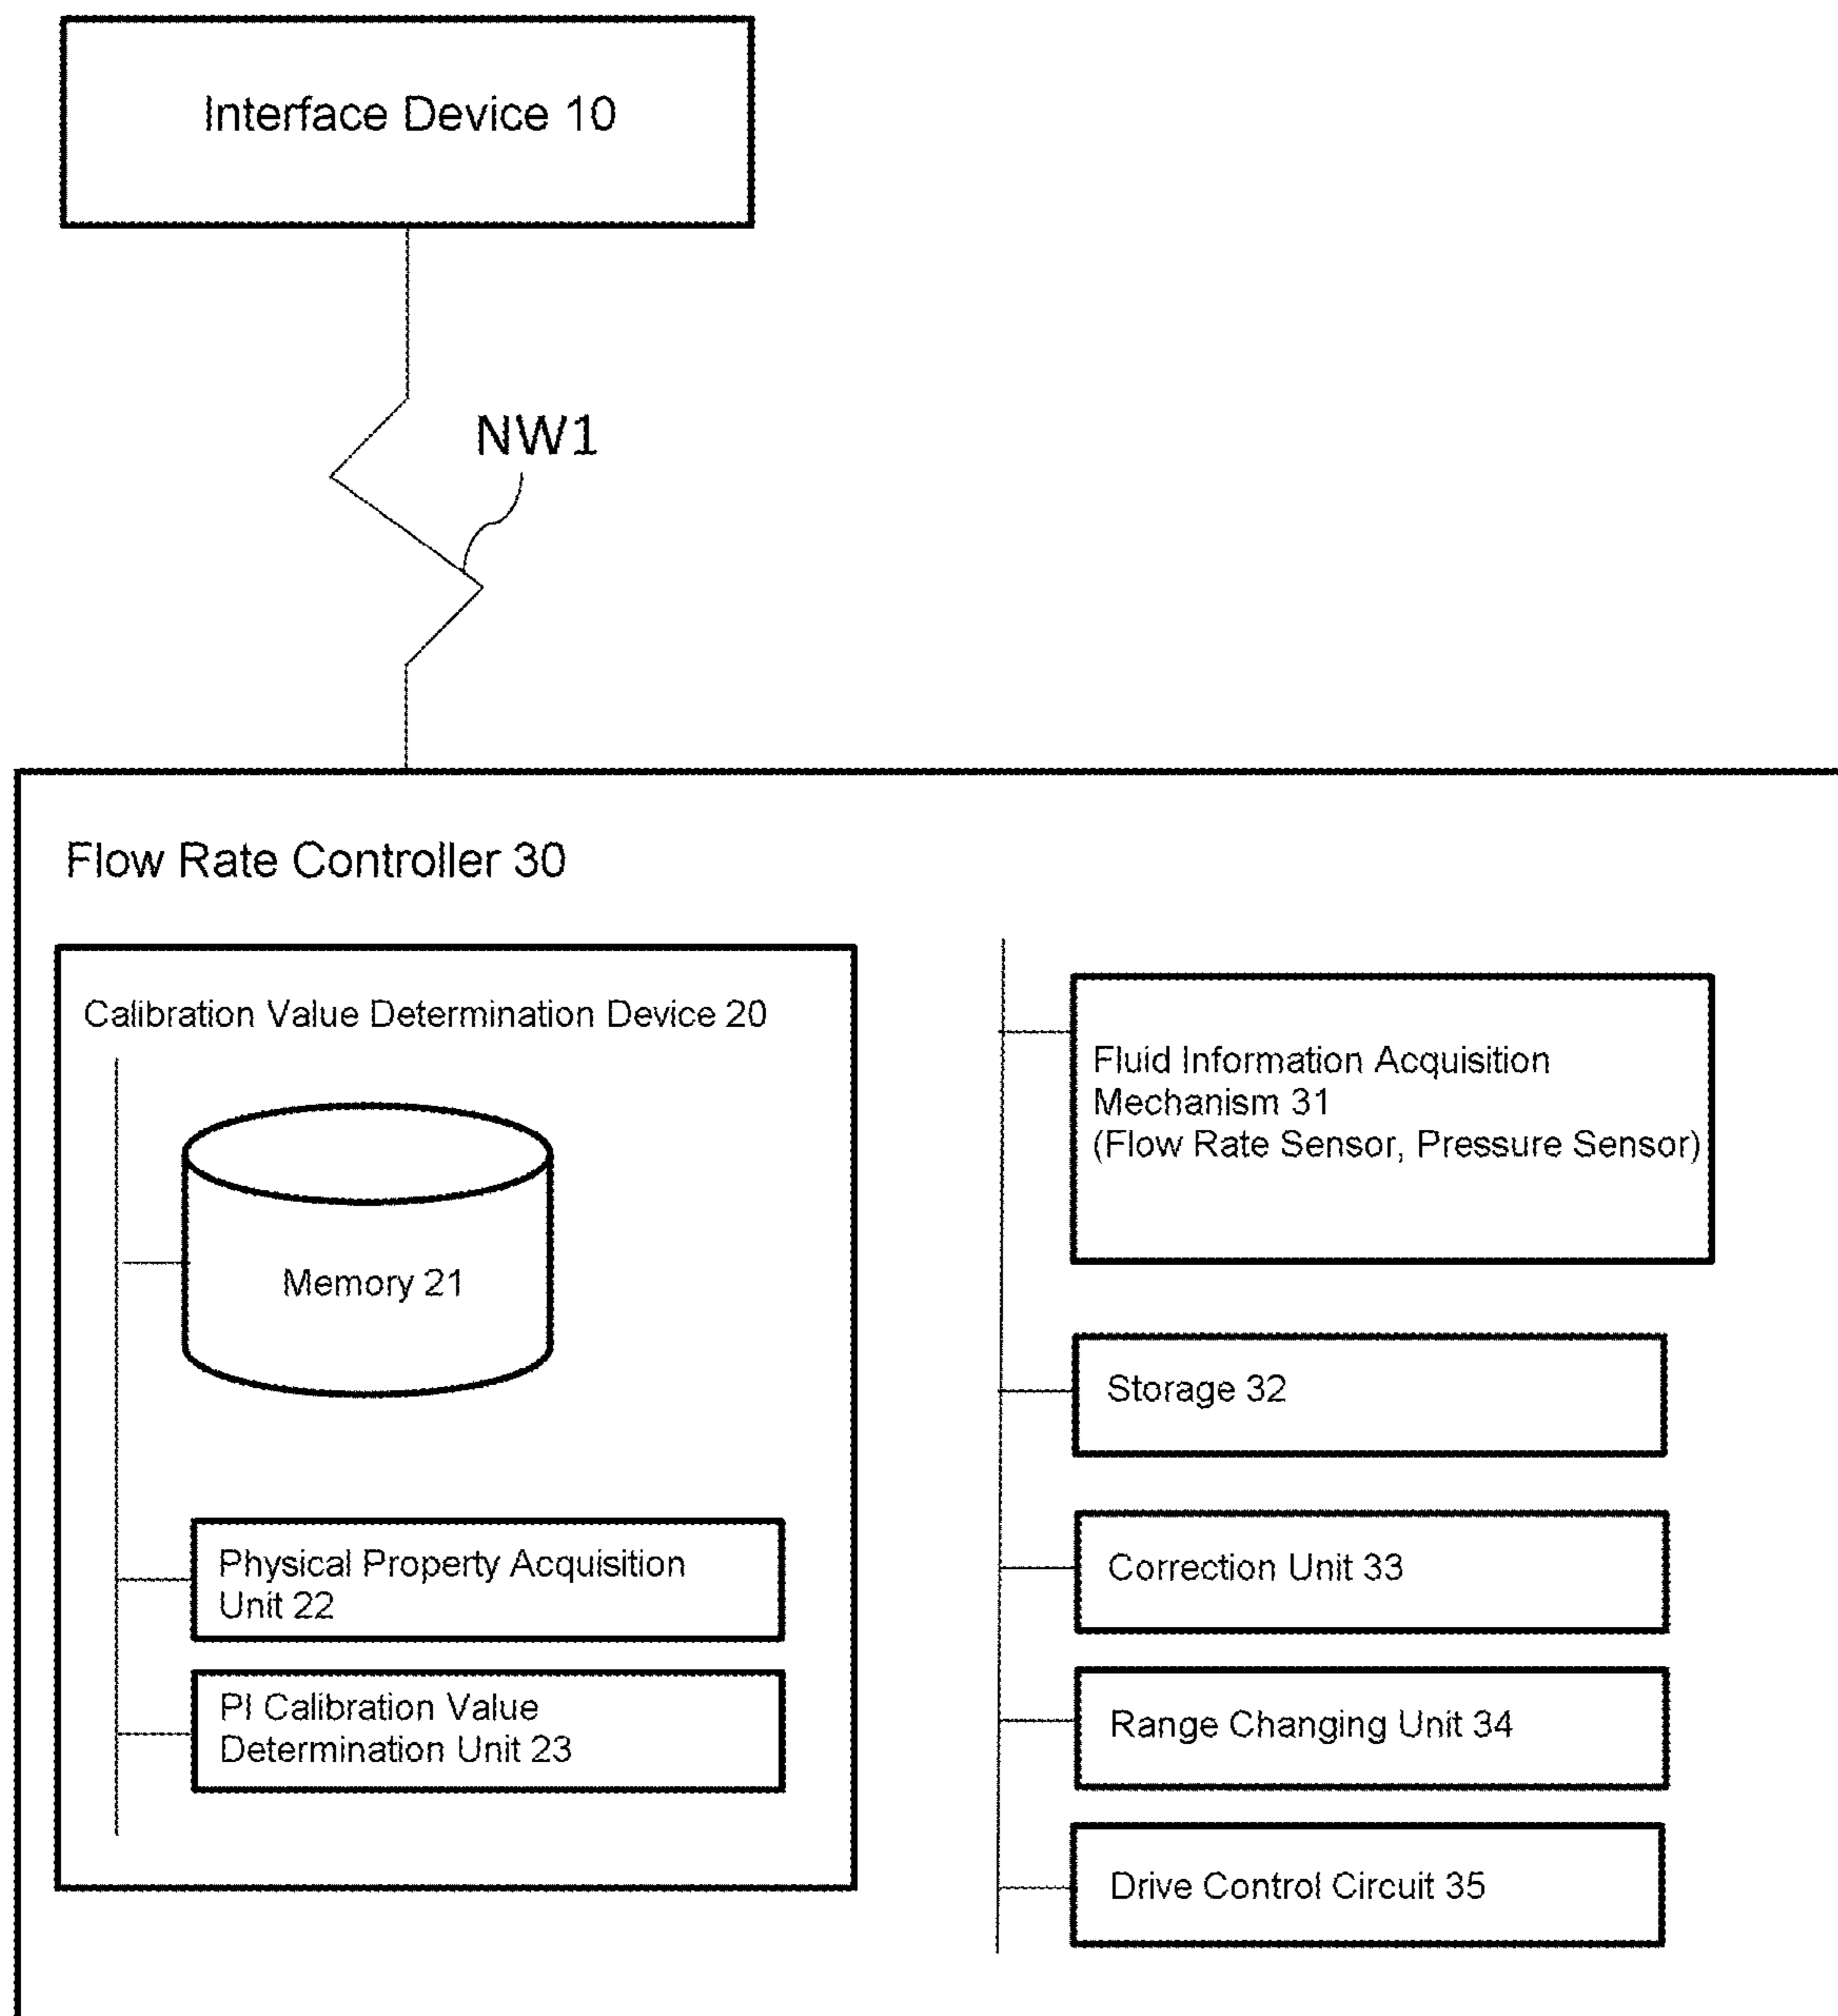 Interface Device 10
NW1
Flow Rate Controller 30
Calibration Value Determination Device 20
Memory 21
Physical Property Acquisition
Unit 22
PI Calibration Value
Determination Unit 23
Fluid Information Acquisition
Mechanism 31
(Flow Rate Sensor, Pressure Sensor)
Storage 32
Correction Unit 33
Range Changing Unit 34
Drive Control Circuit 35